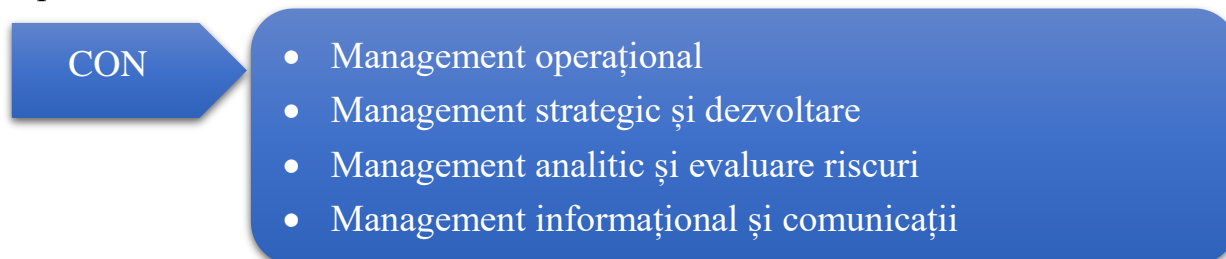 CON
• Management operațional
• Management strategic și dezvoltare
• Management analitic și evaluare riscuri
• Management informațional și comunicații